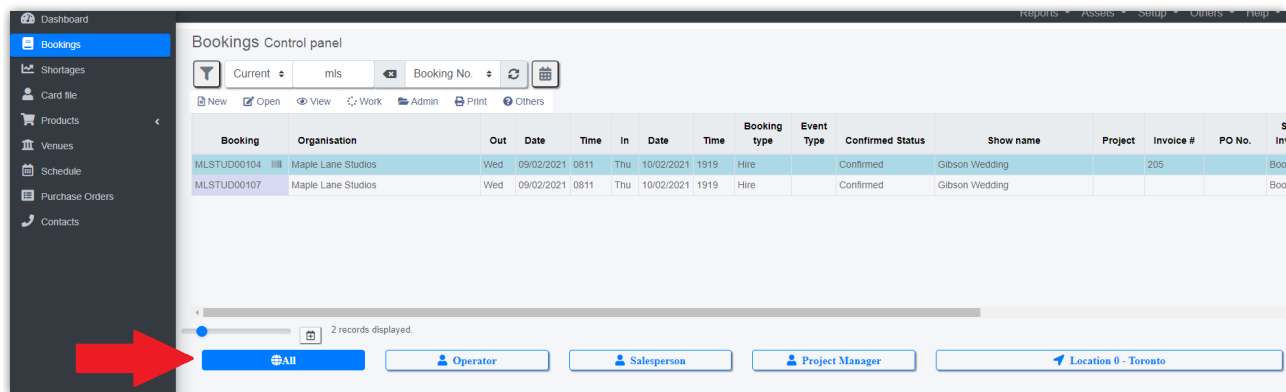 Dashboard
Reports Assets Setup Others Help
Bookings
Bookings Control panel
Shortages
Current mls Booking No.
Card file
New Open View Work Admin Print Others
Products
Venues
Booking Organisation Out Date Time In Date Time Booking type Event Type Confirmed Status Show name Project Invoice # PO No.
MLSTUD00104 Maple Lane Studios Wed 09/02/2021 0811 Thu 10/02/2021 1919 Hire Confirmed Gibson Wedding 205 Boo
Schedule
MLSTUD00107 Maple Lane Studios Wed 09/02/2021 0811 Thu 10/02/2021 1919 Hire Confirmed Gibson Wedding Boo
Purchase Orders
Contacts
2 records displayed.
All Operator Salesperson Project Manager Location 0 - Toronto